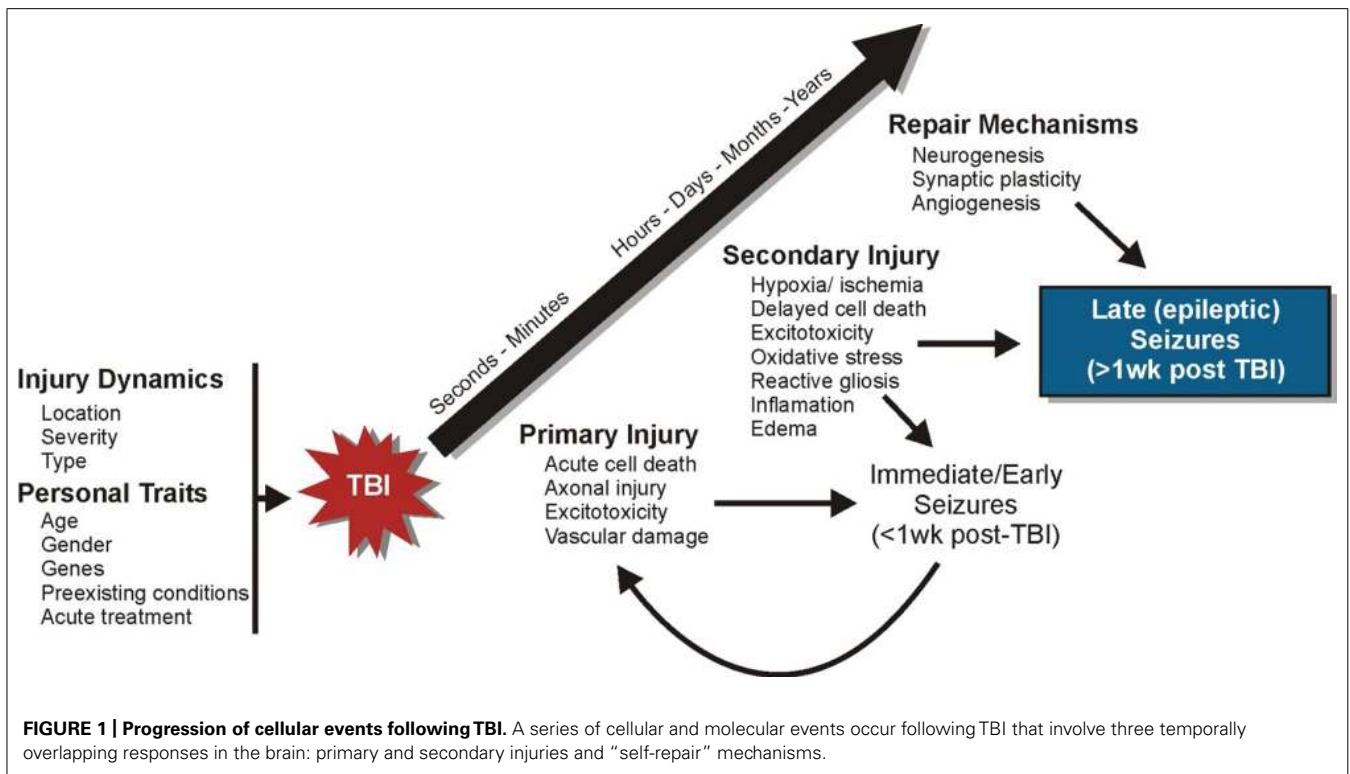 Injury Dynamics
Location
Severity
Type
Personal Traits
Age
Gender
Genes
Preexisting conditions
Acute treatment
TBI
Seconds - Minutes
Hours - Days - Months -Years
Primary Injury
Acute cell death
Axonal injury
Excitotoxicity
Vascular damage
Secondary Injury
Hypoxia/ ischemia
Delayed cell death
Excitotoxicity
Oxidative stress
Reactive gliosis
Inflamation
Edema
Repair Mechanisms
Neurogenesis
Synaptic plasticity
Angiogenesis
Late (epileptic)
Seizures
(>1wk post TBI)
Immediate/Early
Seizures
(<1wk post-TBI)
FIGURE 1 | Progression of cellular events following TBI. A series of cellular and molecular events occur following TBI that involve three temporally
overlapping responses in the brain: primary and secondary injuries and “self-repair” mechanisms.